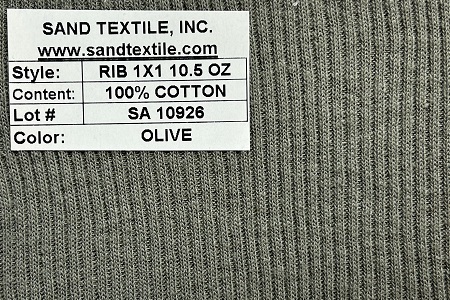 SAND TEXTILE, INC.
www.sandtextile.com
Style: RIB 1X1 10.5 OZ
Content: 100% COTTON
Lot # SA 10926
Color: OLIVE